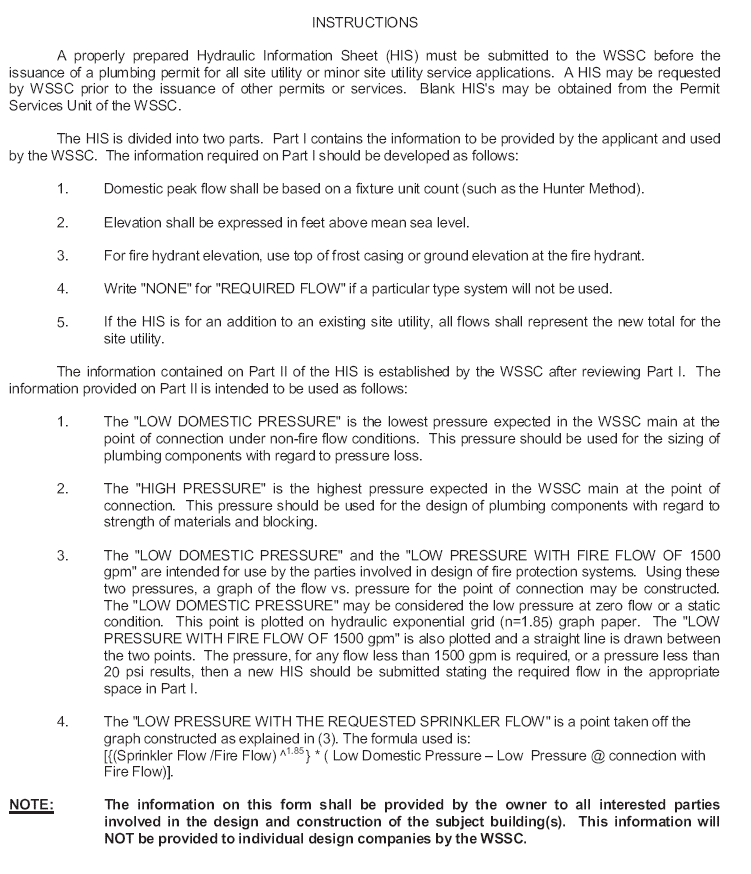 INSTRUCTIONS
A properly prepared Hydraulic Information Sheet (HIS) must be submitted to the WSSC before the
issuance of a plumbing permit for all site utility or minor site utility service applications. A HIS may be requested
by WSSC prior to the issuance of other permits or services. Blank HIS's may be obtained from the Permit
Services Unit of the WSSC.
The HIS is divided into two parts. Part I contains the information to be provided by the applicant and used
by the WSSC. The information required on Part I should be developed as follows:
1. Domestic peak flow shall be based on a fixture unit count (such as the Hunter Method).
2. Elevation shall be expressed in feet above mean sea level.
3. For fire hydrant elevation, use top of frost casing or ground elevation at the fire hydrant.
4. Write "NONE" for "REQUIRED FLOW" if a particular type system will not be used.
5. If the HIS is for an addition to an existing site utility, all flows shall represent the new total for the
site utility.
The information contained on Part II of the HIS is established by the WSSC after reviewing Part I. The
information provided on Part II is intended to be used as follows:
1. The "LOW DOMESTIC PRESSURE" is the lowest pressure expected in the WSSC main at the
point of connection under non-fire flow conditions. This pressure should be used for the sizing of
plumbing components with regard to pressure loss.
2. The "HIGH PRESSURE" is the highest pressure expected in the WSSC main at the point of
connection. This pressure should be used for the design of plumbing components with regard to
strength of materials and blocking.
3. The "LOW DOMESTIC PRESSURE" and the "LOW PRESSURE WITH FIRE FLOW OF 1500
gpm" are intended for use by the parties involved in design of fire protection systems. Using these
two pressures, a graph of the flow vs. pressure for the point of connection may be constructed.
The "LOW DOMESTIC PRESSURE" may be considered the low pressure at zero flow or a static
condition. This point is plotted on hydraulic exponential grid (n=1.85) graph paper. The "LOW
PRESSURE WITH FIRE FLOW OF 1500 gpm" is also plotted and a straight line is drawn between
the two points. The pressure, for any flow less than 1500 gpm is required, or a pressure less than
20 psi results, then a new HIS should be submitted stating the required flow in the appropriate
space in Part I.
4. The "LOW PRESSURE WITH THE REQUESTED SPRINKLER FLOW" is a point taken off the
graph constructed as explained in (3). The formula used is:
[{(Sprinkler Flow /Fire Flow) ^1.85} * ( Low Domestic Pressure – Low Pressure @ connection with
Fire Flow)].
NOTE: The information on this form shall be provided by the owner to all interested parties
involved in the design and construction of the subject building(s). This information will
NOT be provided to individual design companies by the WSSC.